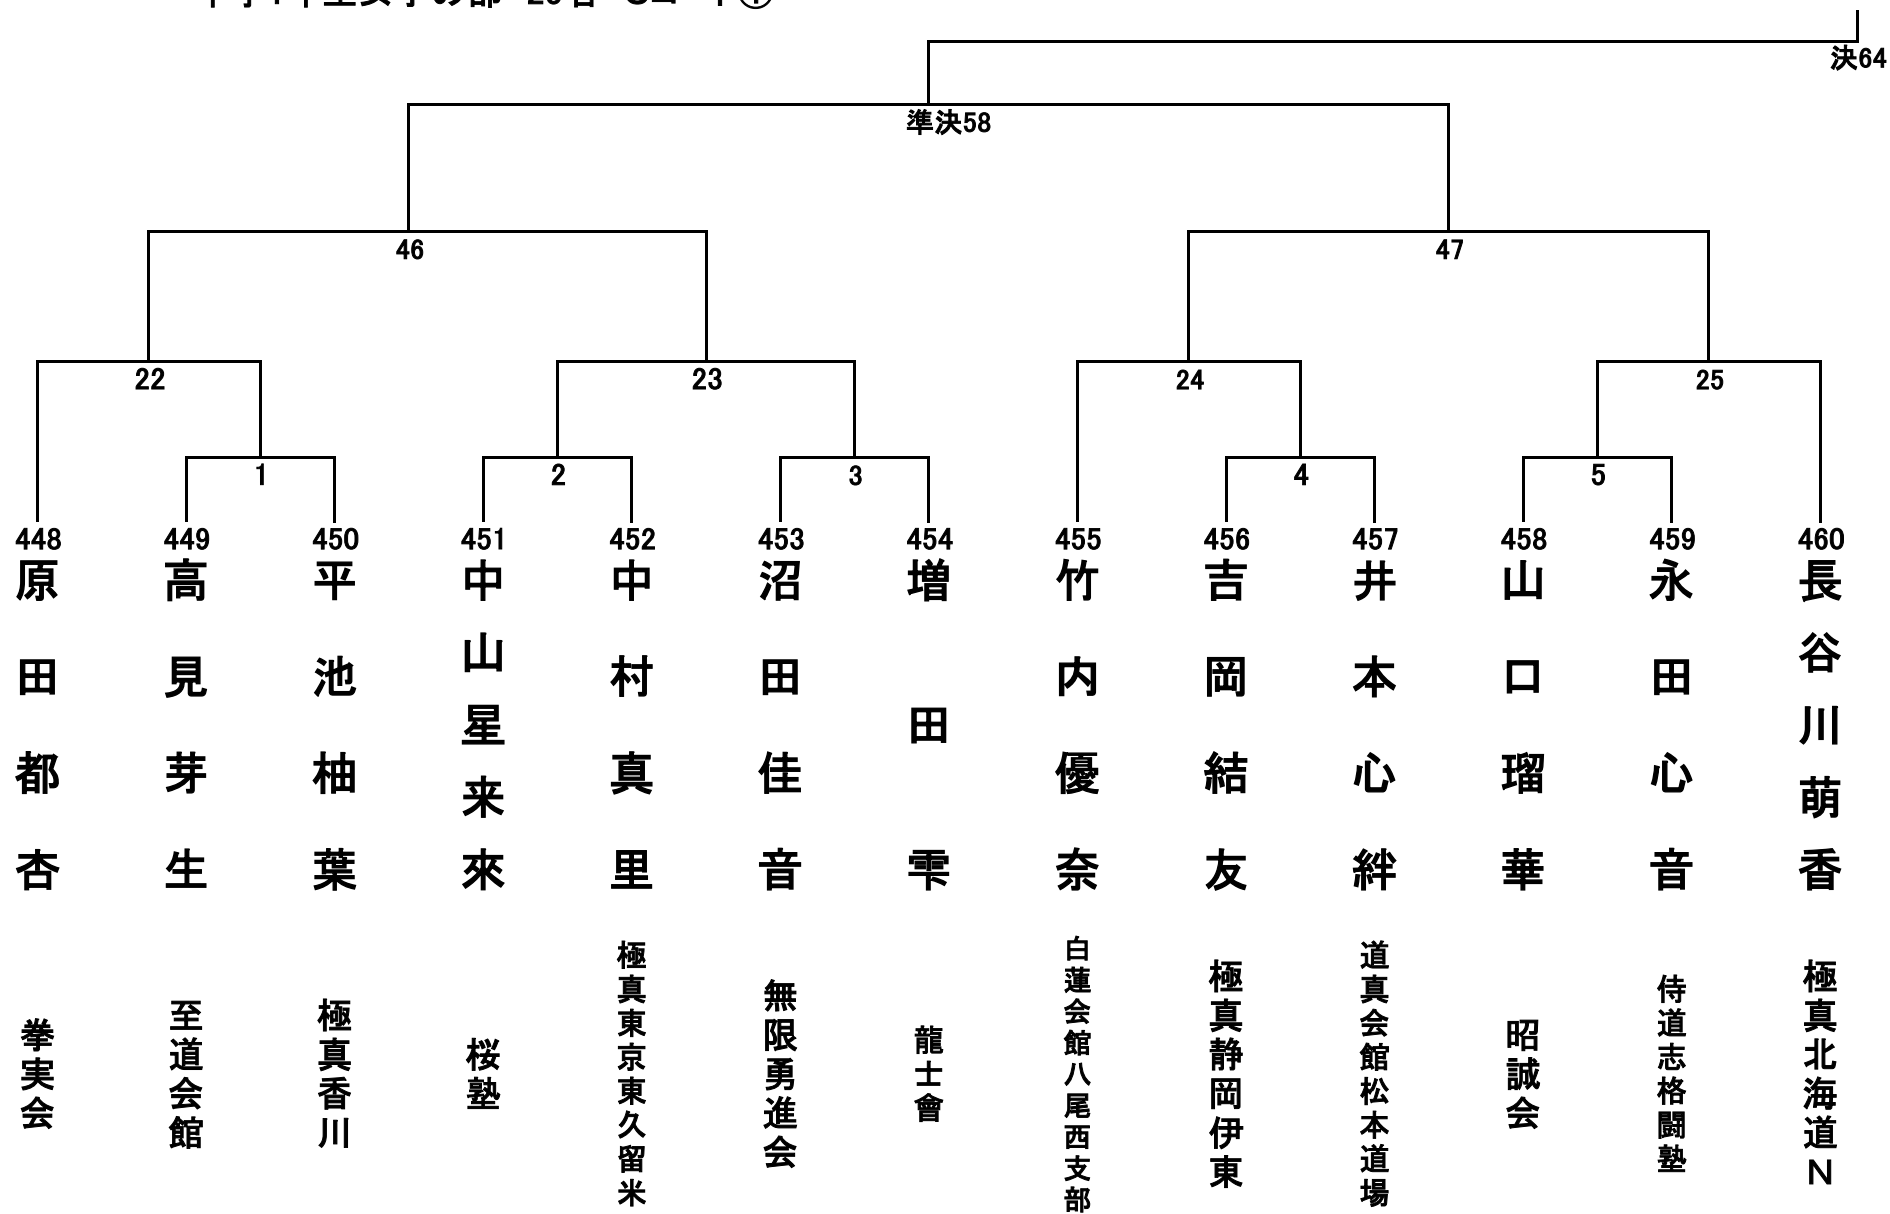 決64
準決58
46
47
22
23
24
25
1
2
3
4
5
448
原田都杏
拳実会
449
高見芽生
至道会館
450
平池柚葉
極真香川
451
中山星来來
桜塾
452
中村真里
極真東京東久留米
453
沼田佳音
無限勇進会
454
増田雫
龍士會
455
竹内優奈
白蓮会館八尾西支部
456
吉岡結友
極真静岡伊東
457
井本心絆
道真会館松本道場
458
山口瑠華
昭誠会
459
永田心音
侍道志格闘塾
460
長谷川萌香
極真北海道N